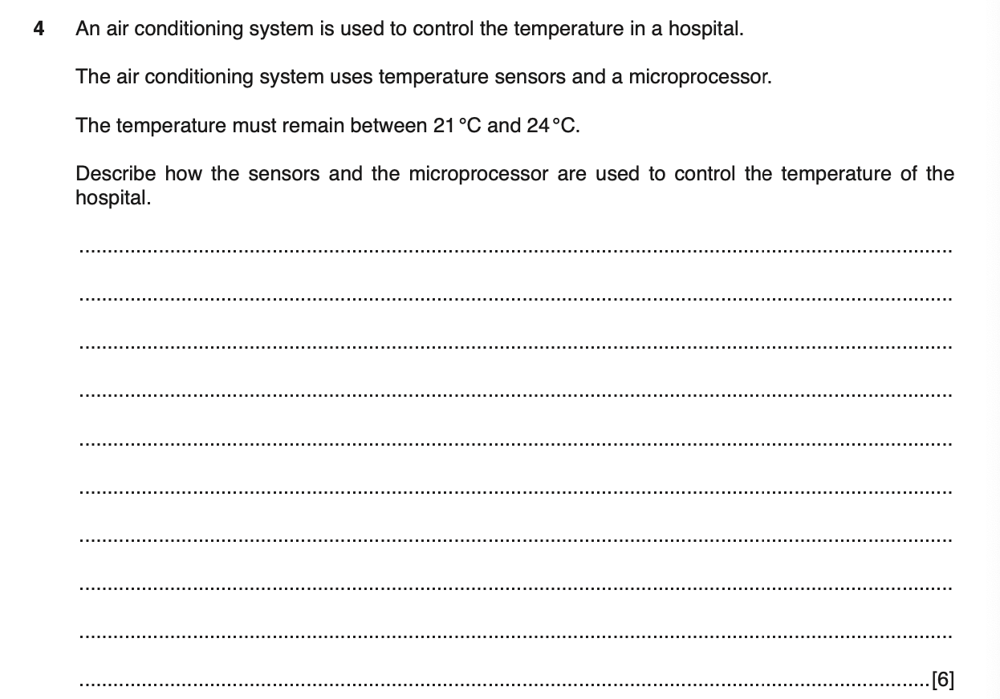 4 An air conditioning system is used to control the temperature in a hospital.
The air conditioning system uses temperature sensors and a microprocessor.
The temperature must remain between 21 °C and 24 °C.
Describe how the sensors and the microprocessor are used to control the temperature of the
hospital.
[6]